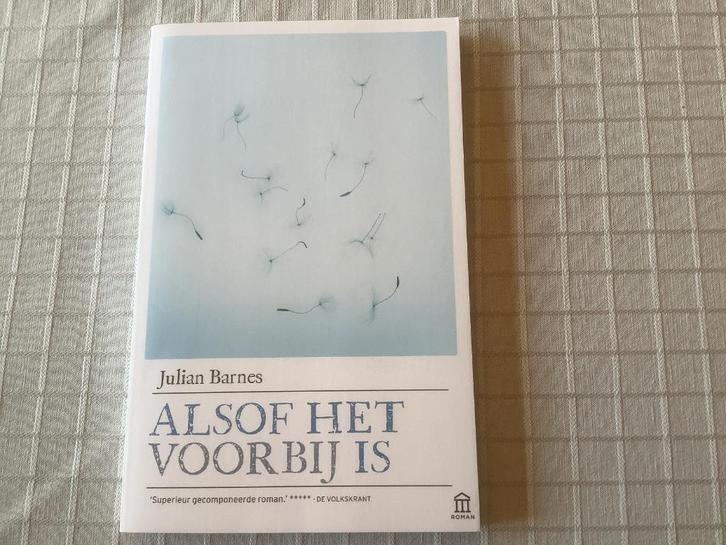 Julian Barnes
ALSOF HET
VOORBIJ IS
‘Superieur gecomponeerde roman.’ ***** - DE VOLKSKRANT
ROMAN